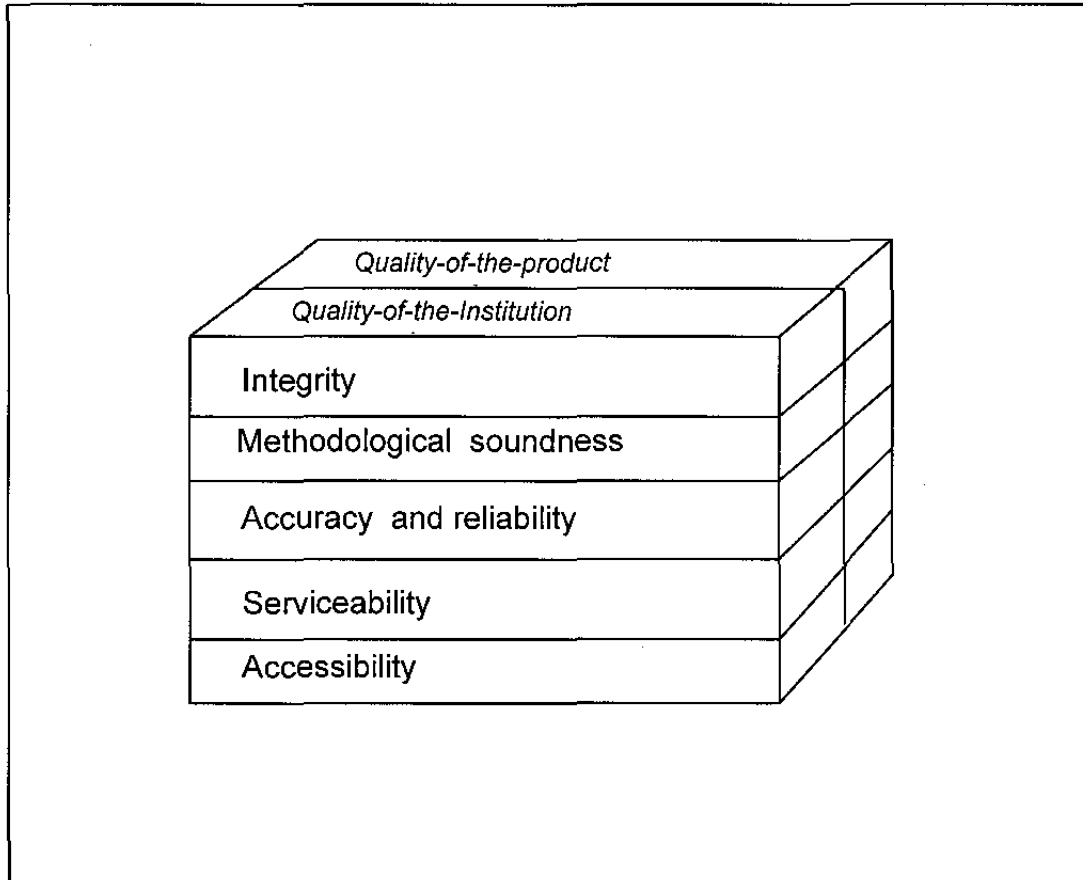 Quality-of-the-product
Quality-of-the-Institution
Integrity
Methodological soundness
Accuracy and reliability
Serviceability
Accessibility